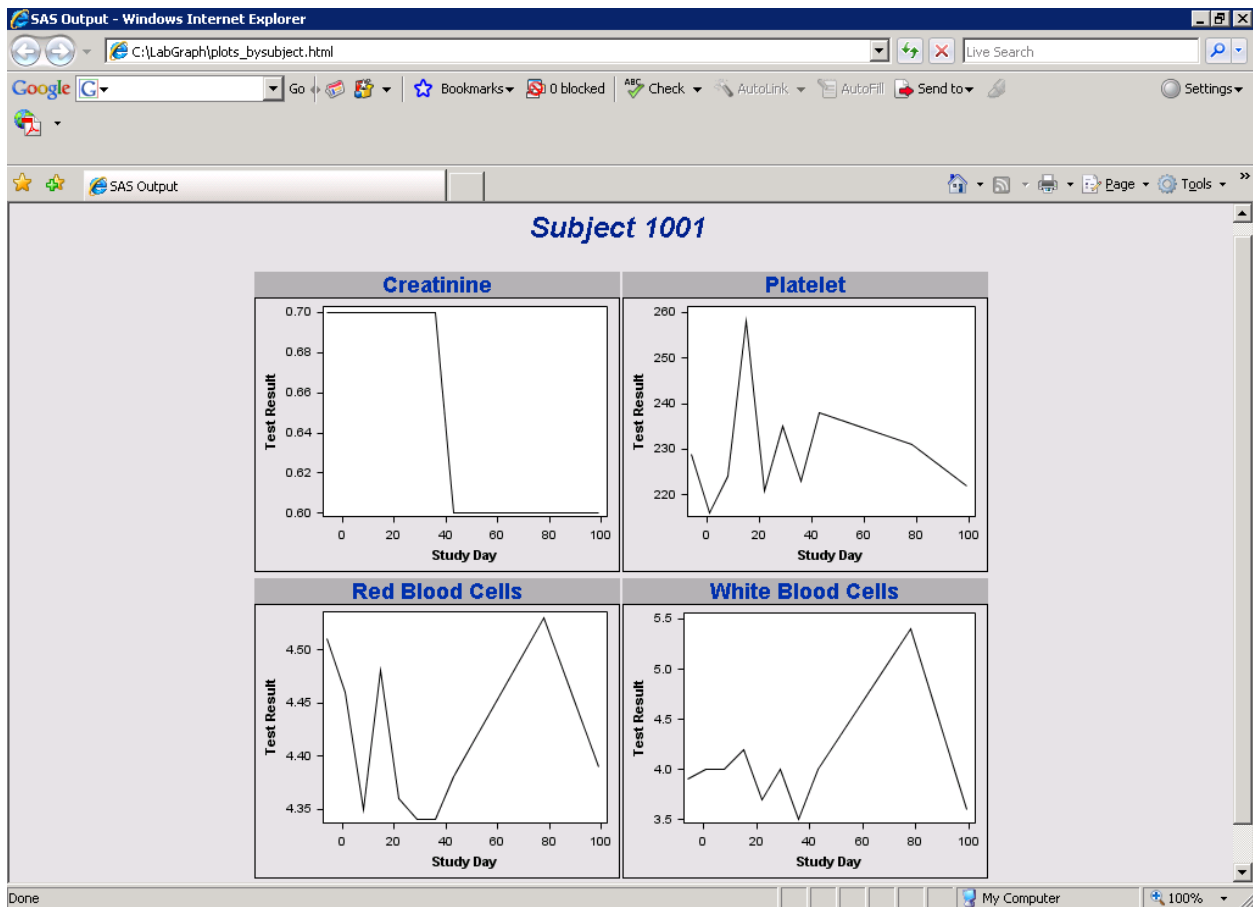 SAS Output - Windows Internet Explorer
C:\LabGraph\plots_bysubject.html
Live Search
Google G Go Bookmarks 0 blocked ABC Check AutoLink AutoFill Send to Settings
SAS Output
Page Tools »
Subject 1001
Creatinine
0.70
0.68
0.66
0.64
0.62
0.60
Test Result
0 20 40 60 80 100
Study Day
Platelet
260
250
240
230
220
Test Result
0 20 40 60 80 100
Study Day
Red Blood Cells
4.50
4.45
4.40
4.35
Test Result
0 20 40 60 80 100
Study Day
White Blood Cells
5.5
5.0
4.5
4.0
3.5
Test Result
0 20 40 60 80 100
Study Day
Done My Computer 100%